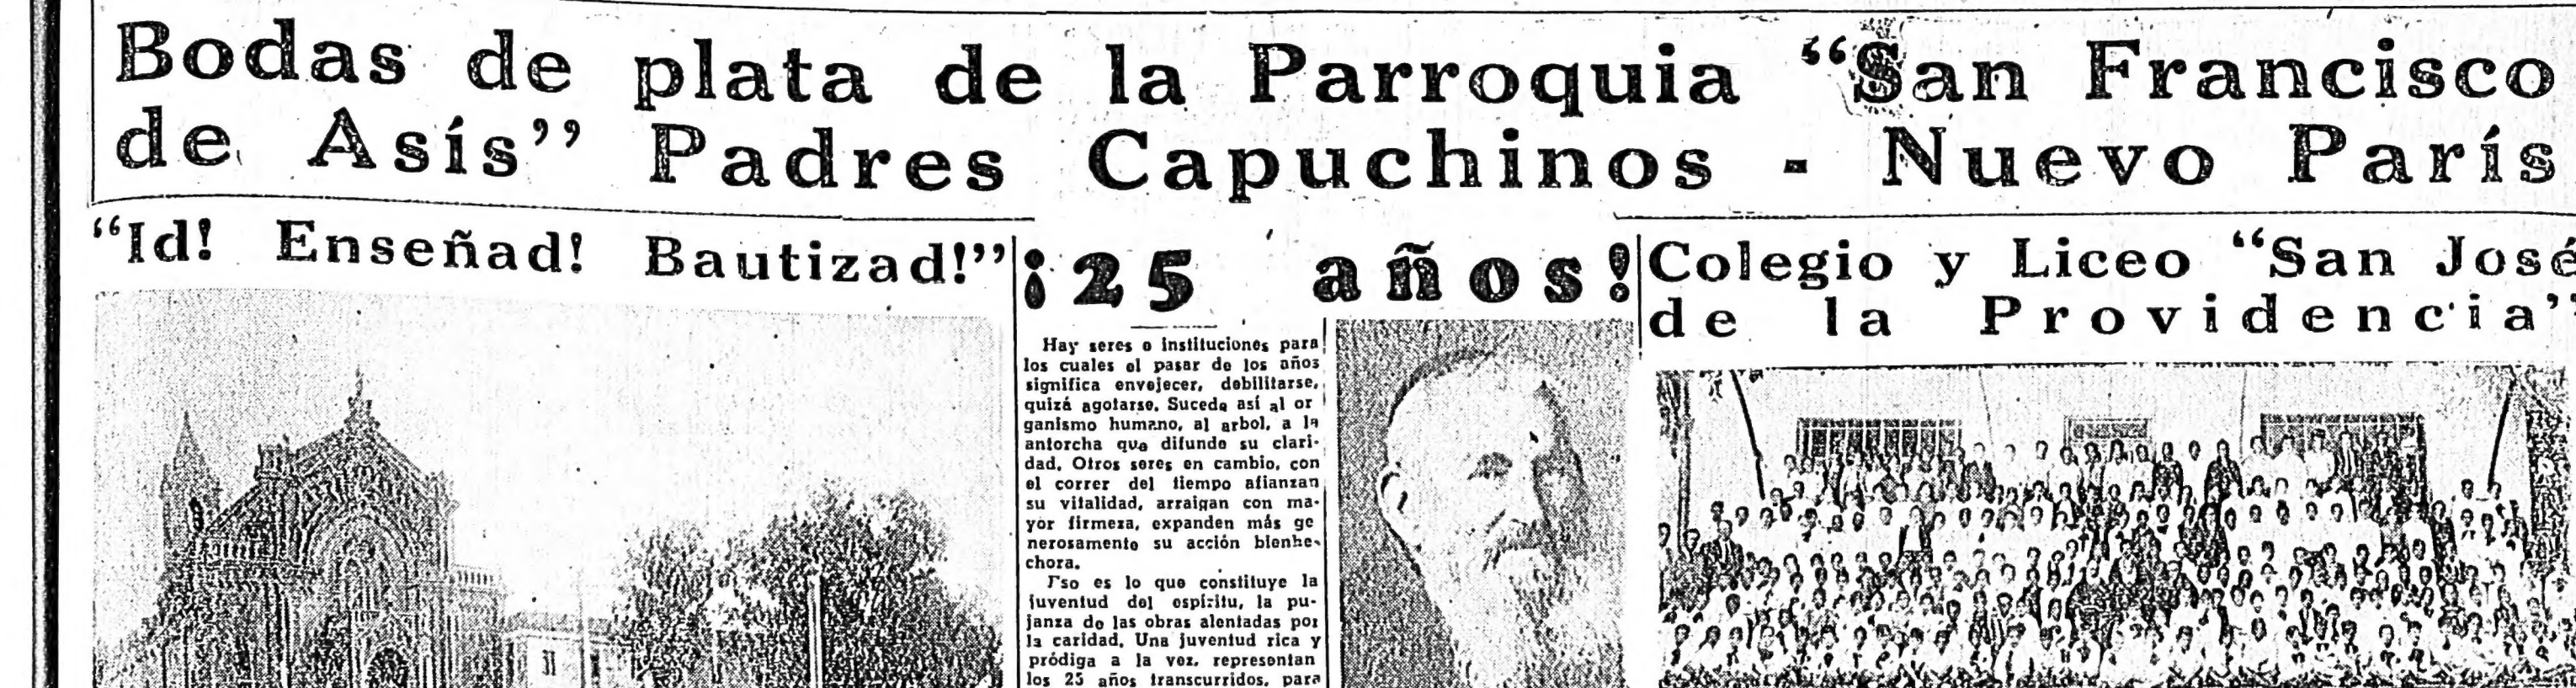 Bodas de plata de la Parroquia “San Francisco
de Asís” Padres Capuchinos - Nuevo París
“Id! Enseñad! Bautizad!”
¡25 años!
Hay seres o instituciones para
los cuales el pasar de los años
significa envejecer, debilitarse,
quizá agotarse. Sucede así al or
ganismo humano, al arbol, a la
antorcha que difunde su clari-
dad. Otros seres en cambio, con
el correr del tiempo afianzan
su vitalidad, arraigan con ma-
yor firmeza, expanden más ge
nerosamente su acción bienhe-
chora.
Eso es lo que constituye la
juventud del espíritu, la pu-
janza de las obras alentadas por
la caridad. Una juventud rica y
pródiga a la vez, representan
los 25 años transcurridos, para
Colegio y Liceo “San José
de la Providencia”